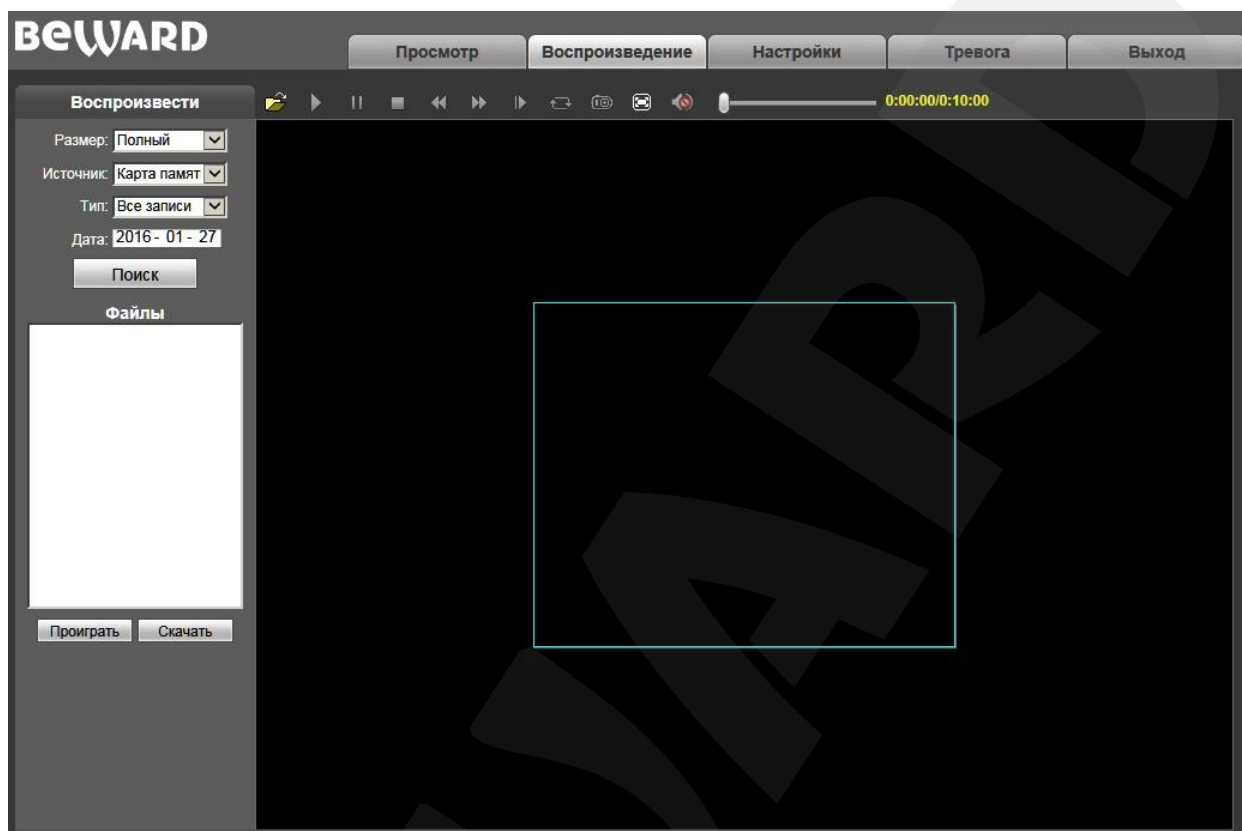 BEWARD
Просмотр Воспроизведение Настройки Тревога Выход
Воспроизвести
0:00:00/0:10:00
Размер: Полный
Источник: Карта памят
Тип: Все записи
Дата: 2016- 01 - 27
Поиск
Файлы
Проиграть Скачать